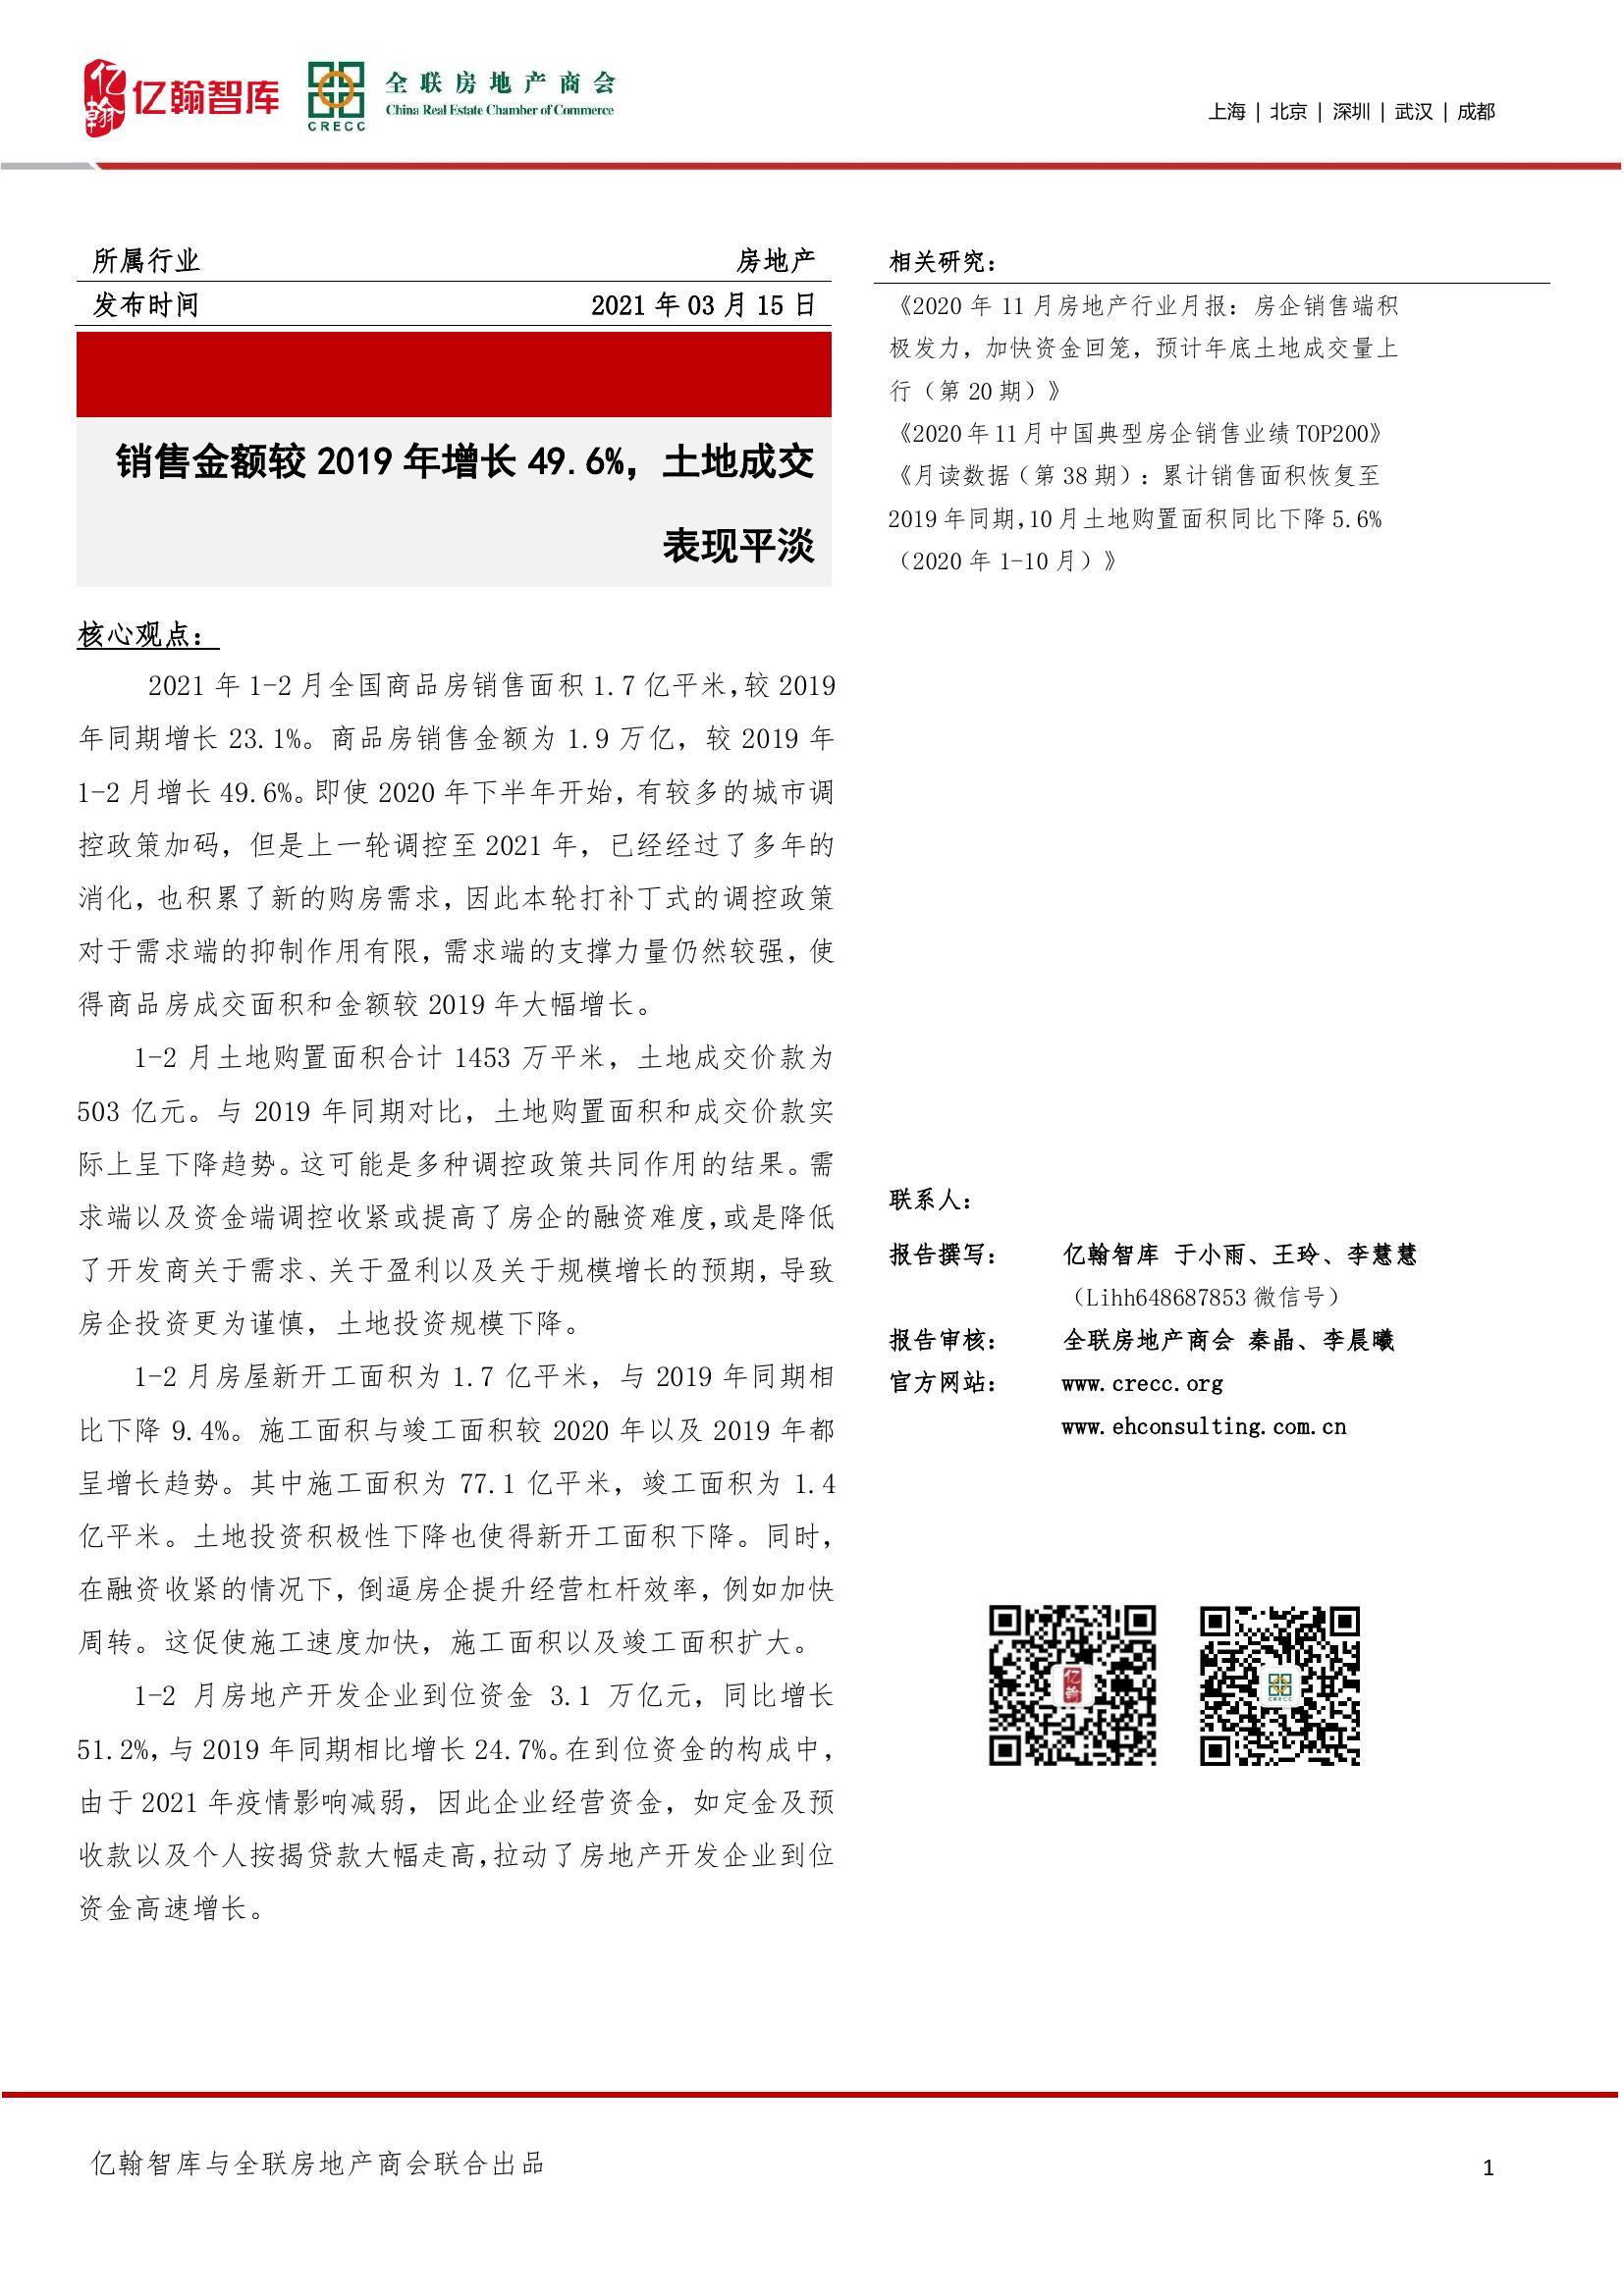 亿翰
亿翰智库
CRECC
全联房地产商会
China Real Estate Chamber of Commerce
上海 | 北京 | 深圳 | 武汉 | 成都
所属行业 房地产
发布时间 2021 年 03 月 15 日
销售金额较 2019 年增长 49.6%，土地成交
表现平淡
核心观点：
2021 年 1-2 月全国商品房销售面积 1.7 亿平米，较 2019
年同期增长 23.1%。商品房销售金额为 1.9 万亿，较 2019 年
1-2 月增长 49.6%。即使 2020 年下半年开始，有较多的城市调
控政策加码，但是上一轮调控至 2021 年，已经经过了多年的
消化，也积累了新的购房需求，因此本轮打补丁式的调控政策
对于需求端的抑制作用有限，需求端的支撑力量仍然较强，使
得商品房成交面积和金额较 2019 年大幅增长。
1-2 月土地购置面积合计 1453 万平米，土地成交价款为
503 亿元。与 2019 年同期对比，土地购置面积和成交价款实
际上呈下降趋势。这可能是多种调控政策共同作用的结果。需
求端以及资金端调控收紧或提高了房企的融资难度，或是降低
了开发商关于需求、关于盈利以及关于规模增长的预期，导致
房企投资更为谨慎，土地投资规模下降。
1-2 月房屋新开工面积为 1.7 亿平米，与 2019 年同期相
比下降 9.4%。施工面积与竣工面积较 2020 年以及 2019 年都
呈增长趋势。其中施工面积为 77.1 亿平米，竣工面积为 1.4
亿平米。土地投资积极性下降也使得新开工面积下降。同时，
在融资收紧的情况下，倒逼房企提升经营杠杆效率，例如加快
周转。这促使施工速度加快，施工面积以及竣工面积扩大。
1-2 月房地产开发企业到位资金 3.1 万亿元，同比增长
51.2%，与 2019 年同期相比增长 24.7%。在到位资金的构成中，
由于 2021 年疫情影响减弱，因此企业经营资金，如定金及预
收款以及个人按揭贷款大幅走高，拉动了房地产开发企业到位
资金高速增长。
相关研究：
《2020 年 11 月房地产行业月报：房企销售端积
极发力，加快资金回笼，预计年底土地成交量上
行（第 20 期）》
《2020 年 11 月中国典型房企销售业绩 TOP200》
《月读数据（第 38 期）：累计销售面积恢复至
2019 年同期，10 月土地购置面积同比下降 5.6%
（2020 年 1-10 月）》
联系人：
报告撰写： 亿翰智库 于小雨、王玲、李慧慧
（Lihh648687853 微信号）
报告审核： 全联房地产商会 秦晶、李晨曦
官方网站： www.crecc.org
www.ehconsulting.com.cn
亿翰
CRECC
亿翰智库与全联房地产商会联合出品
1